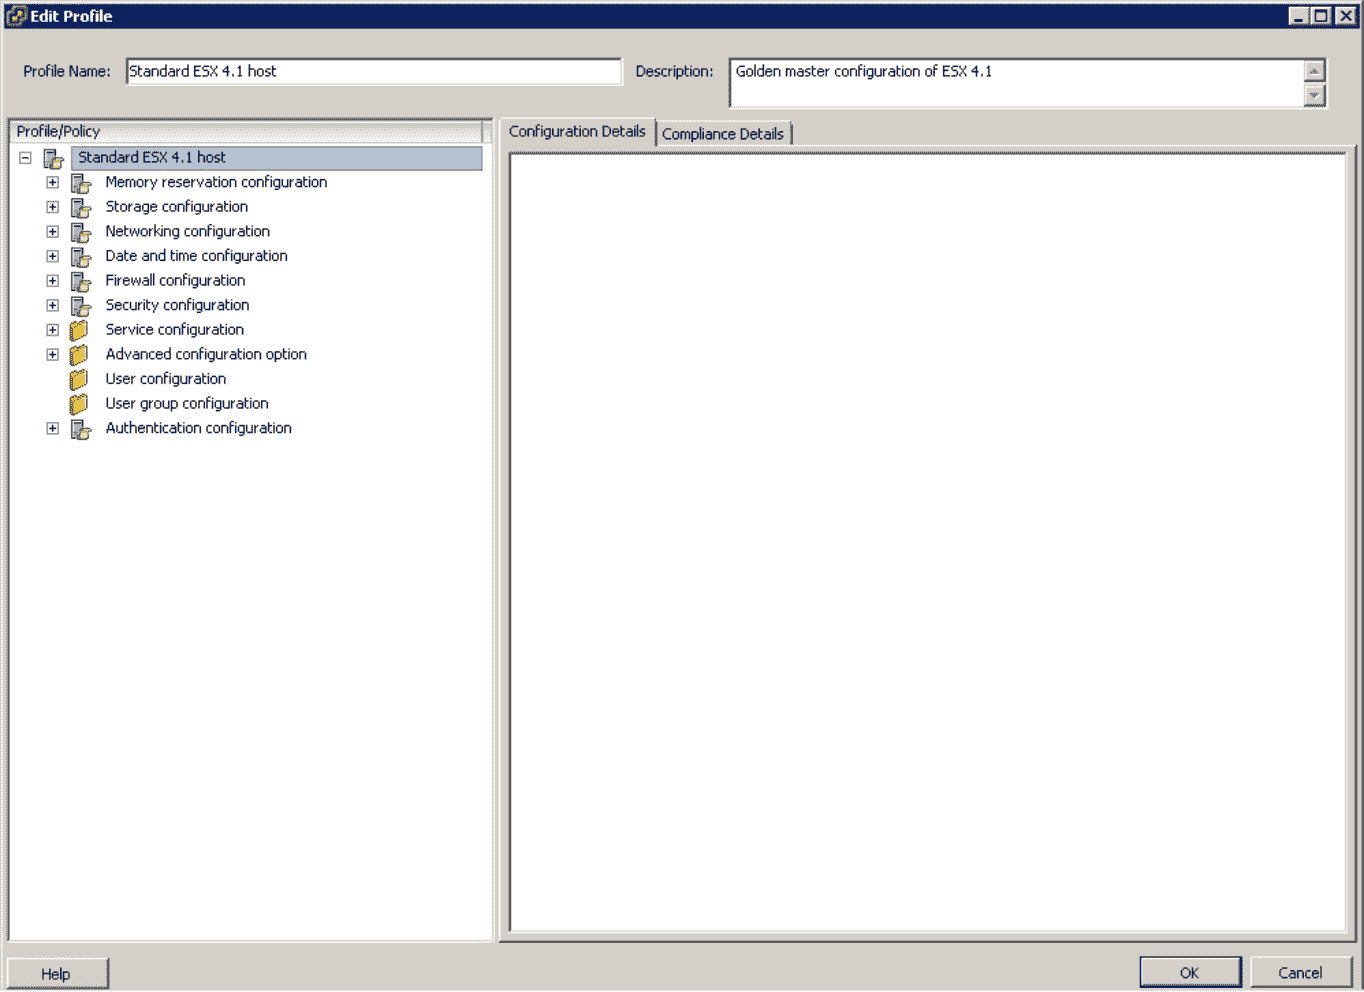 Edit Profile
Profile Name: Standard ESX 4.1 host Description: Golden master configuration of ESX 4.1
Profile/Policy
Configuration Details Compliance Details
Standard ESX 4.1 host
Memory reservation configuration
Storage configuration
Networking configuration
Date and time configuration
Firewall configuration
Security configuration
Service configuration
Advanced configuration option
User configuration
User group configuration
Authentication configuration
Help OK Cancel